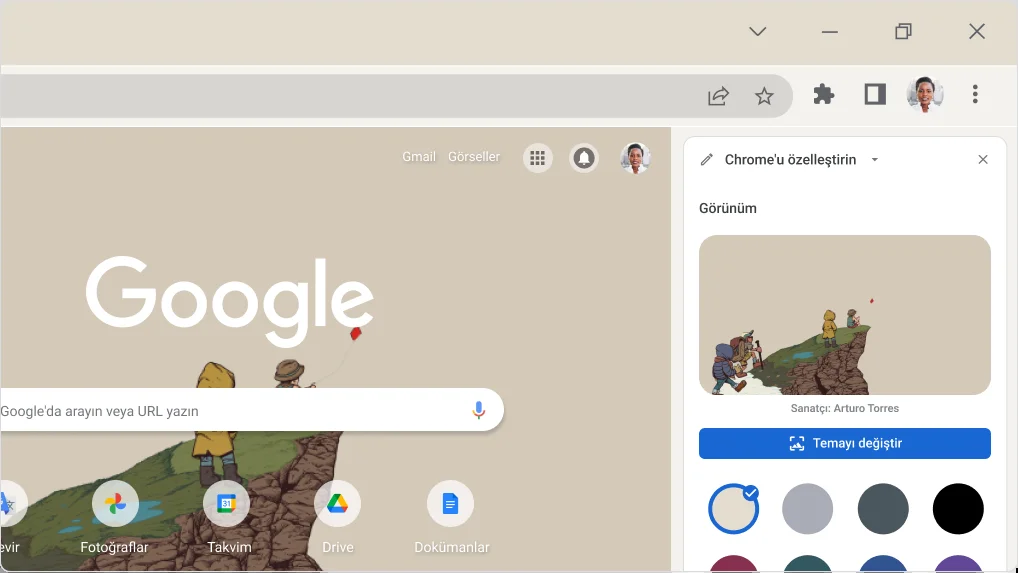 Gmail Görseller
Chrome'u özelleştirin
Görünüm
Google
Sanatçı: Arturo Torres
Google'da arayın veya URL yazın
Temayı değiştir
31
evir
Fotoğraflar
Takvim
Drive
Dokümanlar